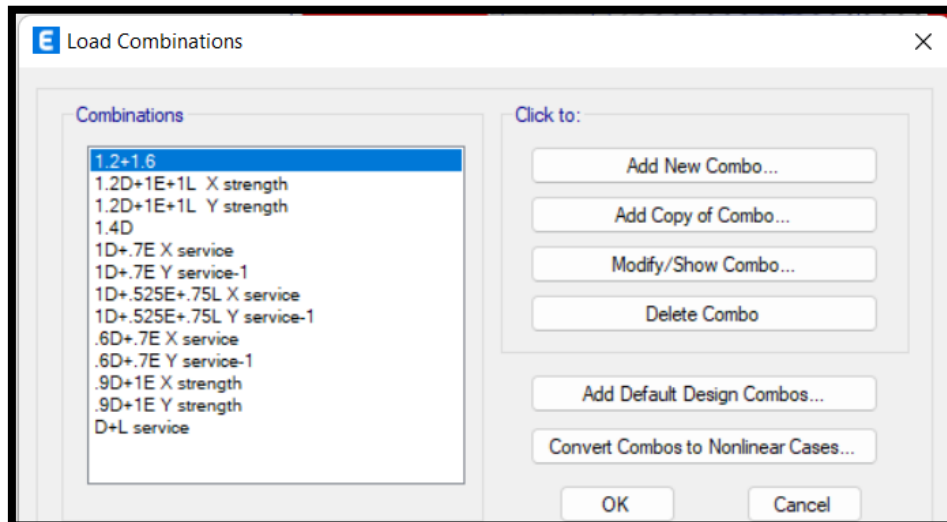 E Load Combinations
Combinations
1.2+1.6
1.2D+1E+1L X strength
1.2D+1E+1L Y strength
1.4D
1D+.7E X service
1D+.7E Y service-1
1D+.525E+.75L X service
1D+.525E+.75L Y service-1
.6D+.7E X service
.6D+.7E Y service-1
.9D+1E X strength
.9D+1E Y strength
D+L service
Click to:
Add New Combo...
Add Copy of Combo...
Modify/Show Combo...
Delete Combo
Add Default Design Combos...
Convert Combos to Nonlinear Cases...
OK
Cancel